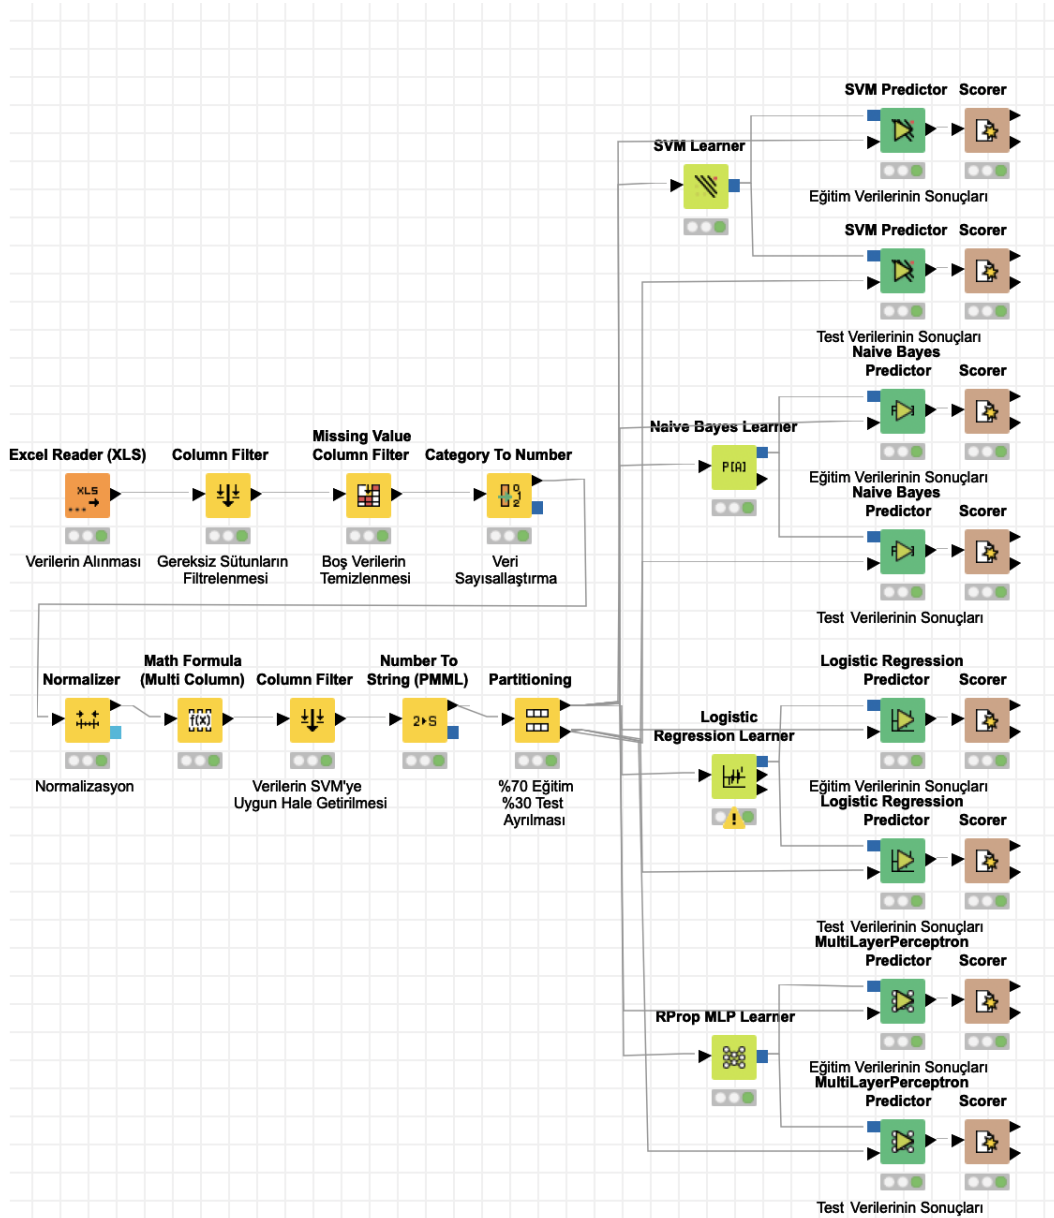 SVM Predictor
Scorer
SVM Learner
Eğitim Verilerinin Sonuçları
SVM Predictor
Scorer
Test Verilerinin Sonuçları
Naive Bayes
Predictor
Scorer
Naive Bayes Learner
P[A]
Eğitim Verilerinin Sonuçları
Naive Bayes
Predictor
Scorer
Test Verilerinin Sonuçları
Excel Reader (XLS)
XLS
Verilerin Alınması
Column Filter
Gereksiz Sütunların
Filtrelenmesi
Missing Value
Column Filter
Boş Verilerin
Temizlenmesi
Category To Number
0
1
2
Veri
Sayısallaştırma
Normalizer
Normalizasyon
Math Formula
(Multi Column)
f(x)
Column Filter
Verilerin SVM'ye
Uygun Hale Getirilmesi
Number To
String (PMML)
2▸S
Partitioning
%70 Eğitim
%30 Test
Ayrılması
Logistic Regression
Predictor
Scorer
Logistic
Regression Learner
Eğitim Verilerinin Sonuçları
Logistic Regression
Predictor
Scorer
Test Verilerinin Sonuçları
MultiLayerPerceptron
Predictor
Scorer
RProp MLP Learner
Eğitim Verilerinin Sonuçları
MultiLayerPerceptron
Predictor
Scorer
Test Verilerinin Sonuçları